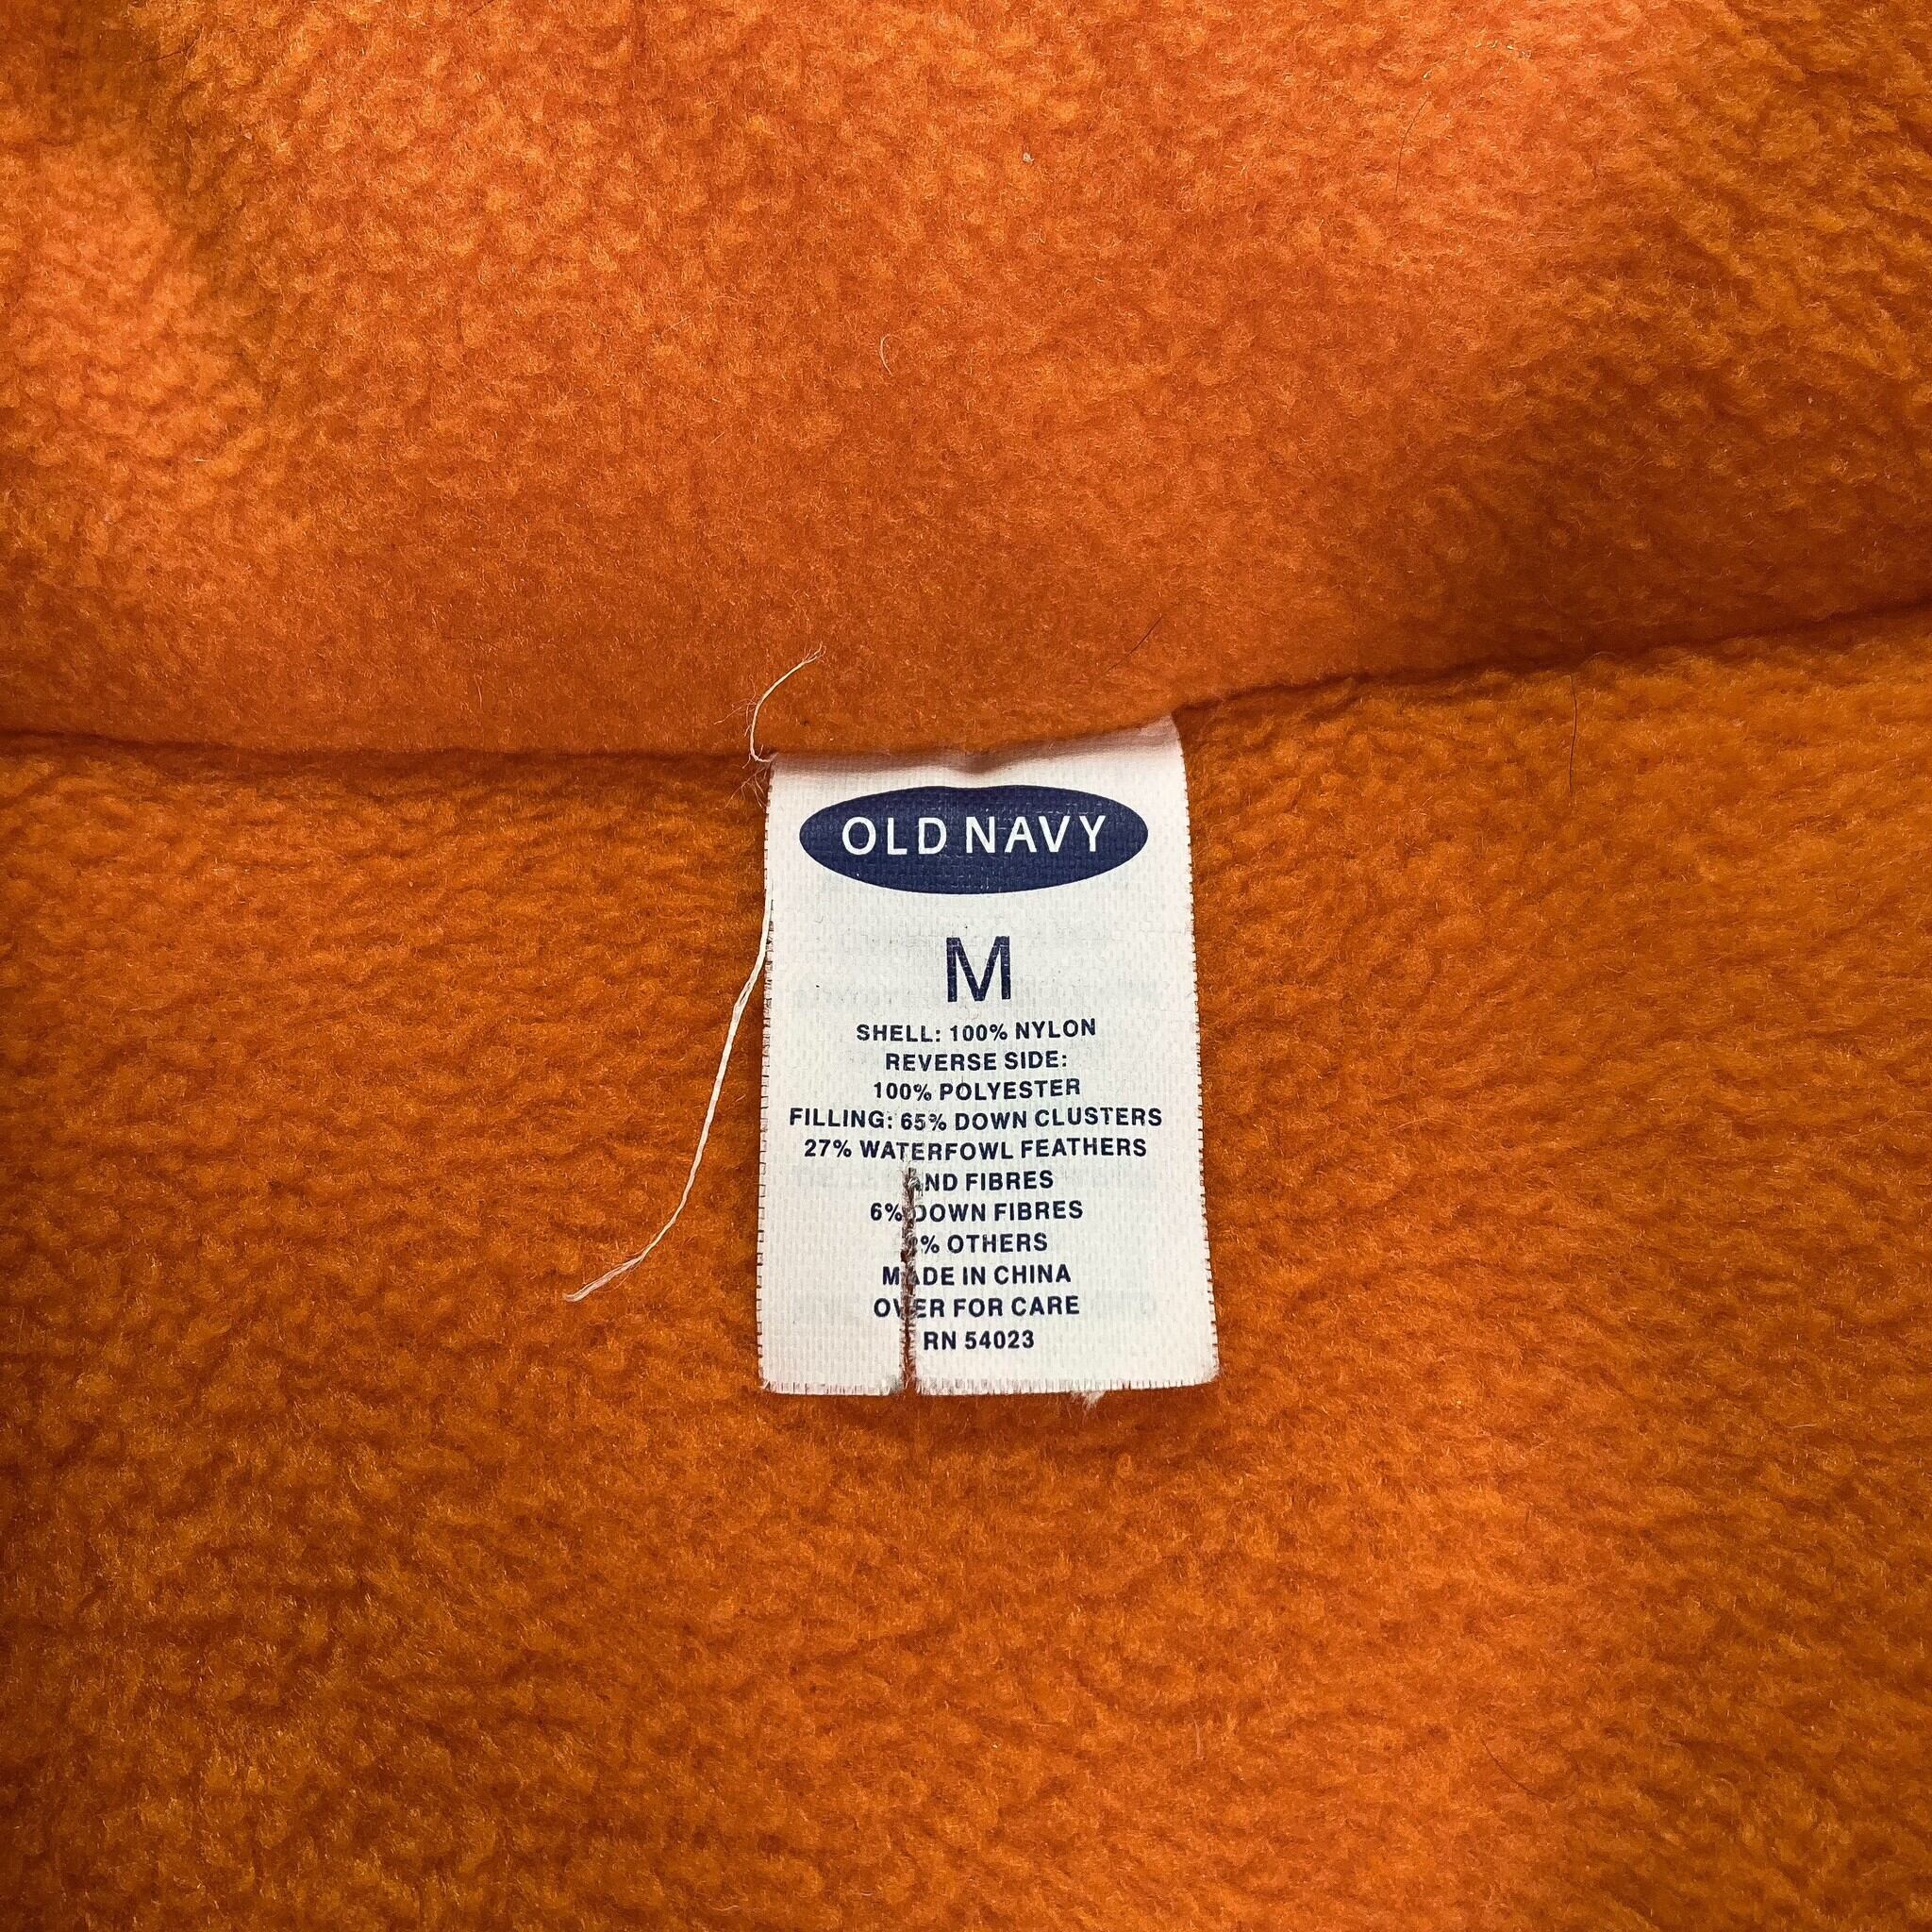 OLD NAVY
M
SHELL: 100% NYLON
REVERSE SIDE:
100% POLYESTER
FILLING: 65% DOWN CLUSTERS
27% WATERFOWL FEATHERS
AND FIBRES
6% DOWN FIBRES
% OTHERS
MADE IN CHINA
OVER FOR CARE
RN 54023